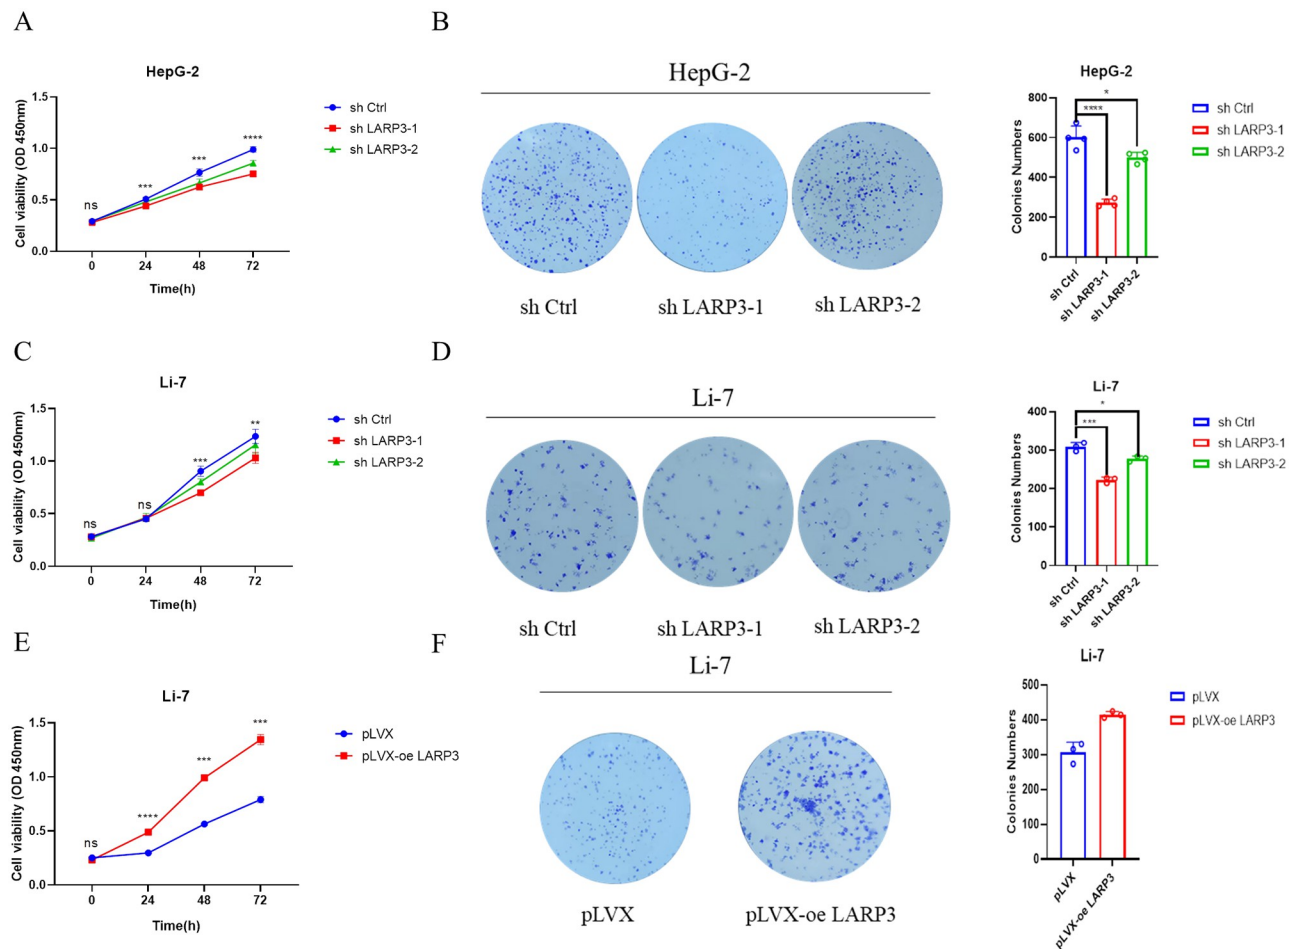 A
HepG-2
Cell viability (OD 450nm)
1.5
1.0
0.5
0.0
ns
***
***
****
0 24 48 72
Time(h)
sh Ctrl
sh LARP3-1
sh LARP3-2
B
HepG-2
sh Ctrl
sh LARP3-1
sh LARP3-2
HepG-2
Colonies Numbers
800
600
400
200
0
*
****
sh Ctrl
sh LARP3-1
sh LARP3-2
sh Ctrl
sh LARP3-1
sh LARP3-2
C
Li-7
Cell viability (OD 450nm)
1.5
1.0
0.5
0.0
ns
ns
***
**
0 24 48 72
Time(h)
sh Ctrl
sh LARP3-1
sh LARP3-2
D
Li-7
sh Ctrl
sh LARP3-1
sh LARP3-2
Li-7
Colonies Numbers
400
300
200
100
0
*
***
sh Ctrl
sh LARP3-1
sh LARP3-2
sh Ctrl
sh LARP3-1
sh LARP3-2
E
Li-7
Cell viability (OD 450nm)
1.5
1.0
0.5
0.0
ns
****
***
***
0 24 48 72
Time(h)
pLVX
pLVX-oe LARP3
F
Li-7
pLVX
pLVX-oe LARP3
Li-7
Colonies Numbers
500
400
300
200
100
0
pLVX
pLVX-oe LARP3
pLVX
pLVX-oe LARP3